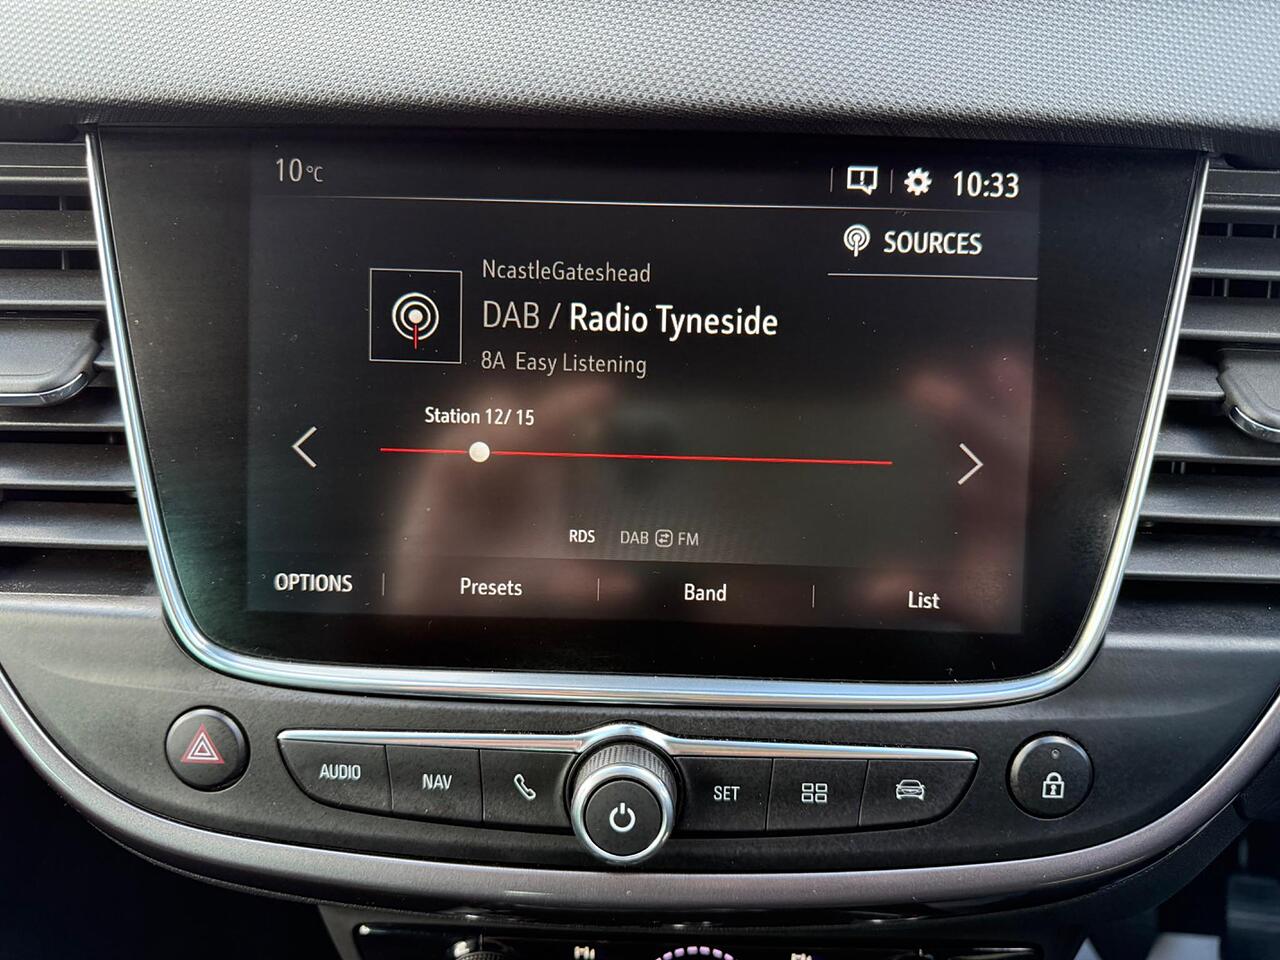 10°C
10:33
SOURCES
NcastleGateshead
DAB / Radio Tyneside
8A Easy Listening
Station 12/ 15
RDS DAB FM
OPTIONS Presets Band List
AUDIO NAV SET